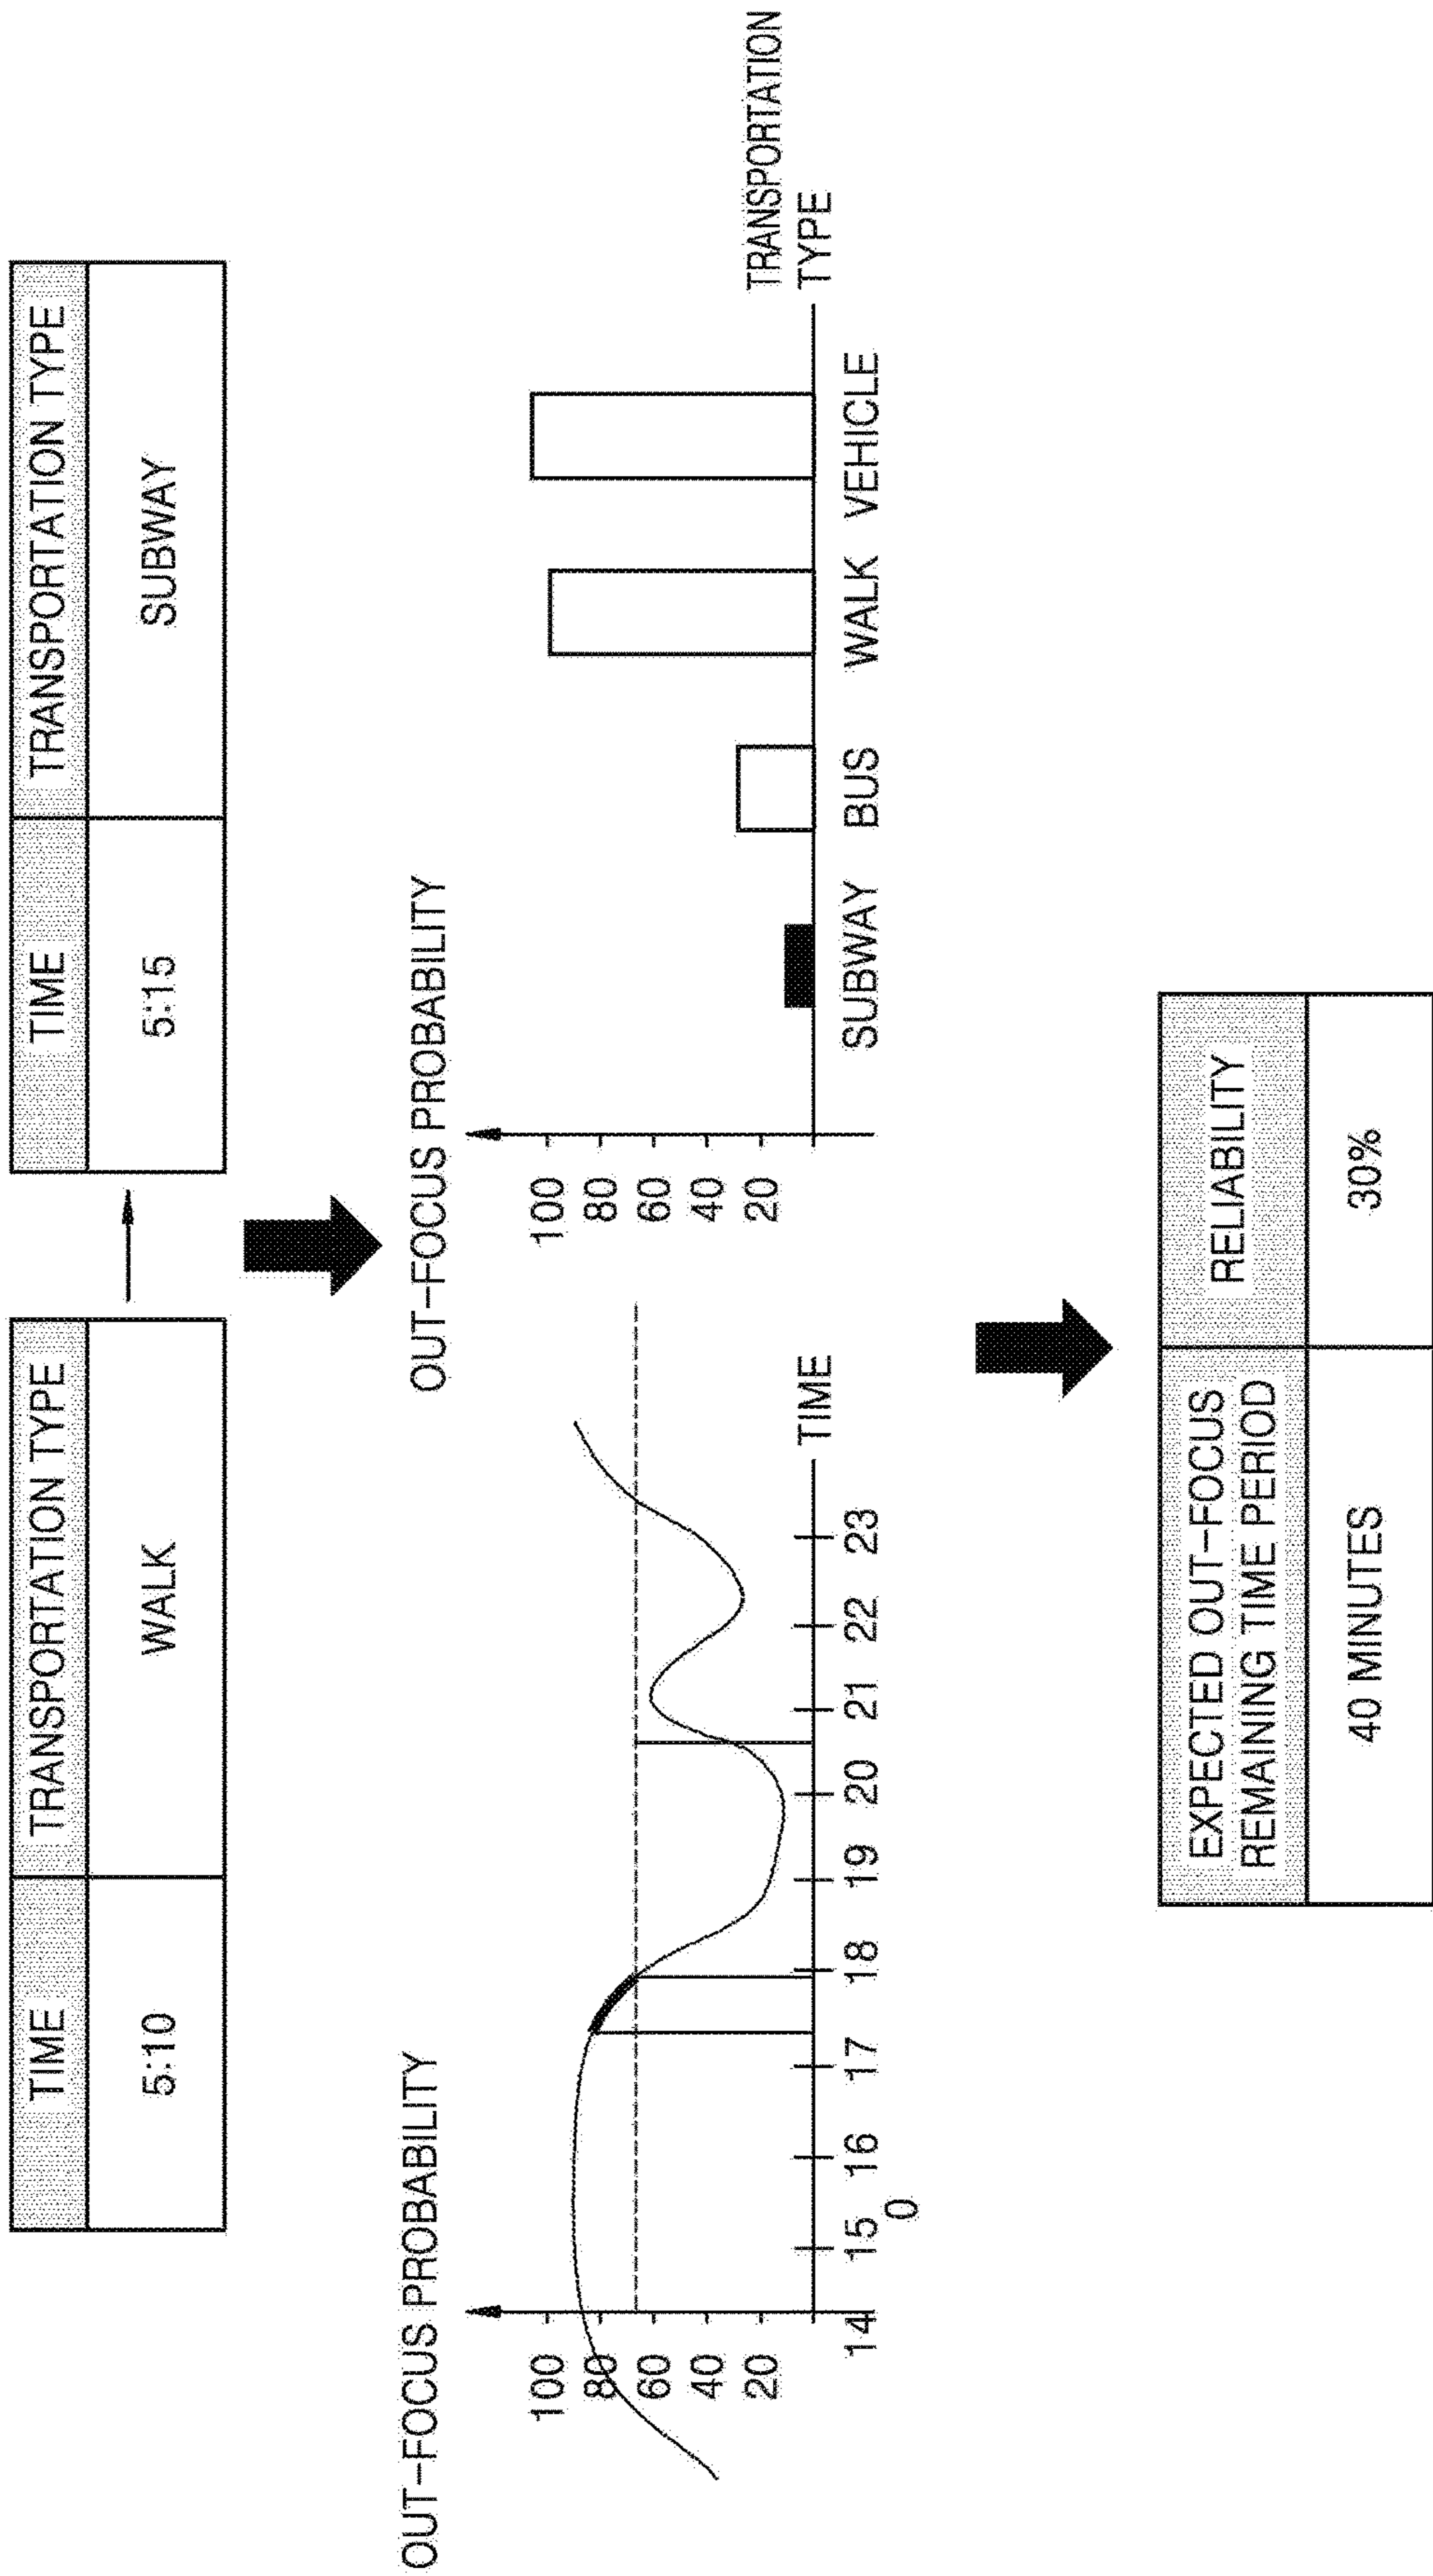 TIME TRANSPORTATION TYPE
5:10 WALK
TIME TRANSPORTATION TYPE
5:15 SUBWAY
OUT-FOCUS PROBABILITY
100
80
60
40
20
14 15 16 17 18 19 20 21 22 23
0
TIME
OUT-FOCUS PROBABILITY
100
80
60
40
20
SUBWAY BUS WALK VEHICLE
TRANSPORTATION
TYPE
EXPECTED OUT-FOCUS
REMAINING TIME PERIOD
RELIABILITY
40 MINUTES 30%